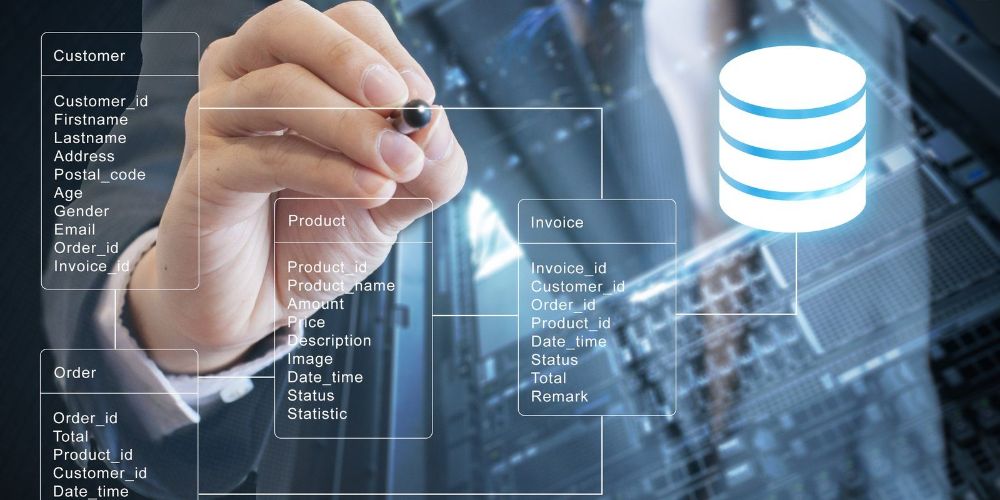 Customer
Customer_id
Firstname
Lastname
Address
Postal_code
Age
Gender
Email
Order_id
Invoice_id
Product
Product_id
Product_name
Amount
Price
Description
Image
Date_time
Status
Statistic
Invoice
Invoice_id
Customer_id
Order_id
Product_id
Date_time
Status
Total
Remark
Order
Order_id
Total
Product_id
Customer_id
Date_time